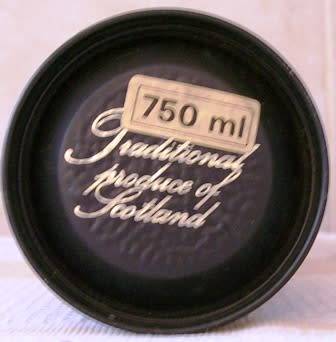 750 ml
Traditional
produce of
Scotland